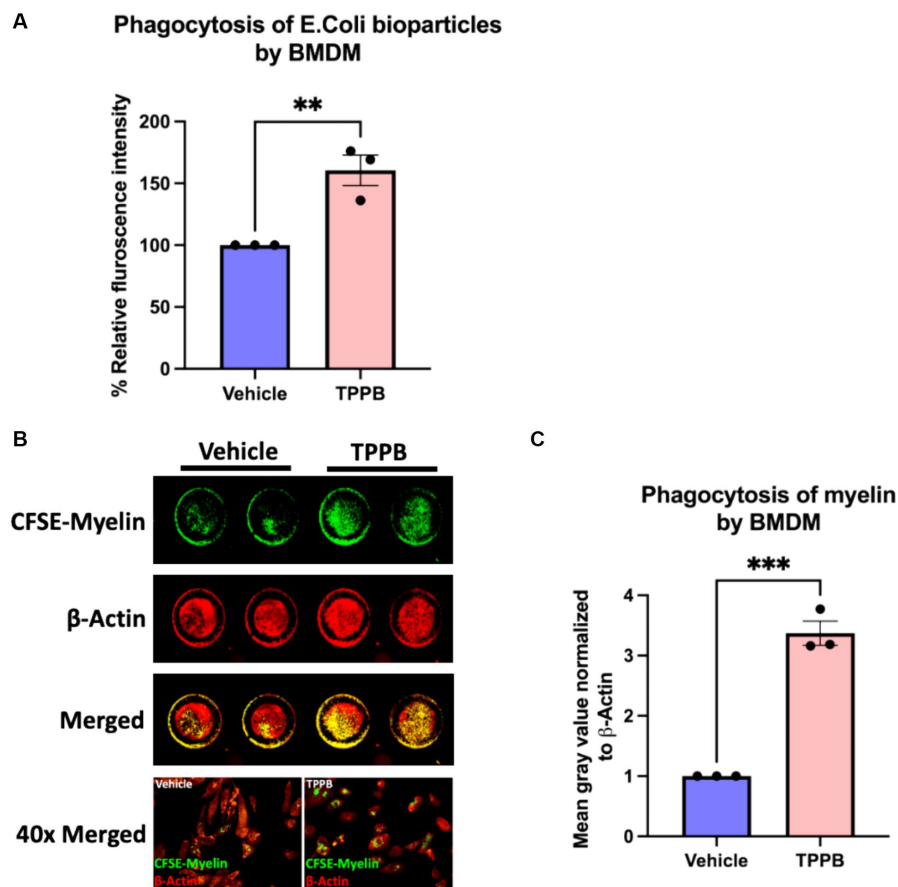 A
Phagocytosis of E.Coli bioparticles
by BMDM
% Relative fluroscence intensity
200
150
100
50
0
**
Vehicle
TPPB
B
Vehicle
TPPB
CFSE-Myelin
β-Actin
Merged
40x Merged
Vehicle
CFSE-Myelin
β-Actin
TPPB
CFSE-Myelin
β-Actin
C
Phagocytosis of myelin
by BMDM
Mean gray value normalized
to β-Actin
4
3
2
1
0
***
Vehicle
TPPB